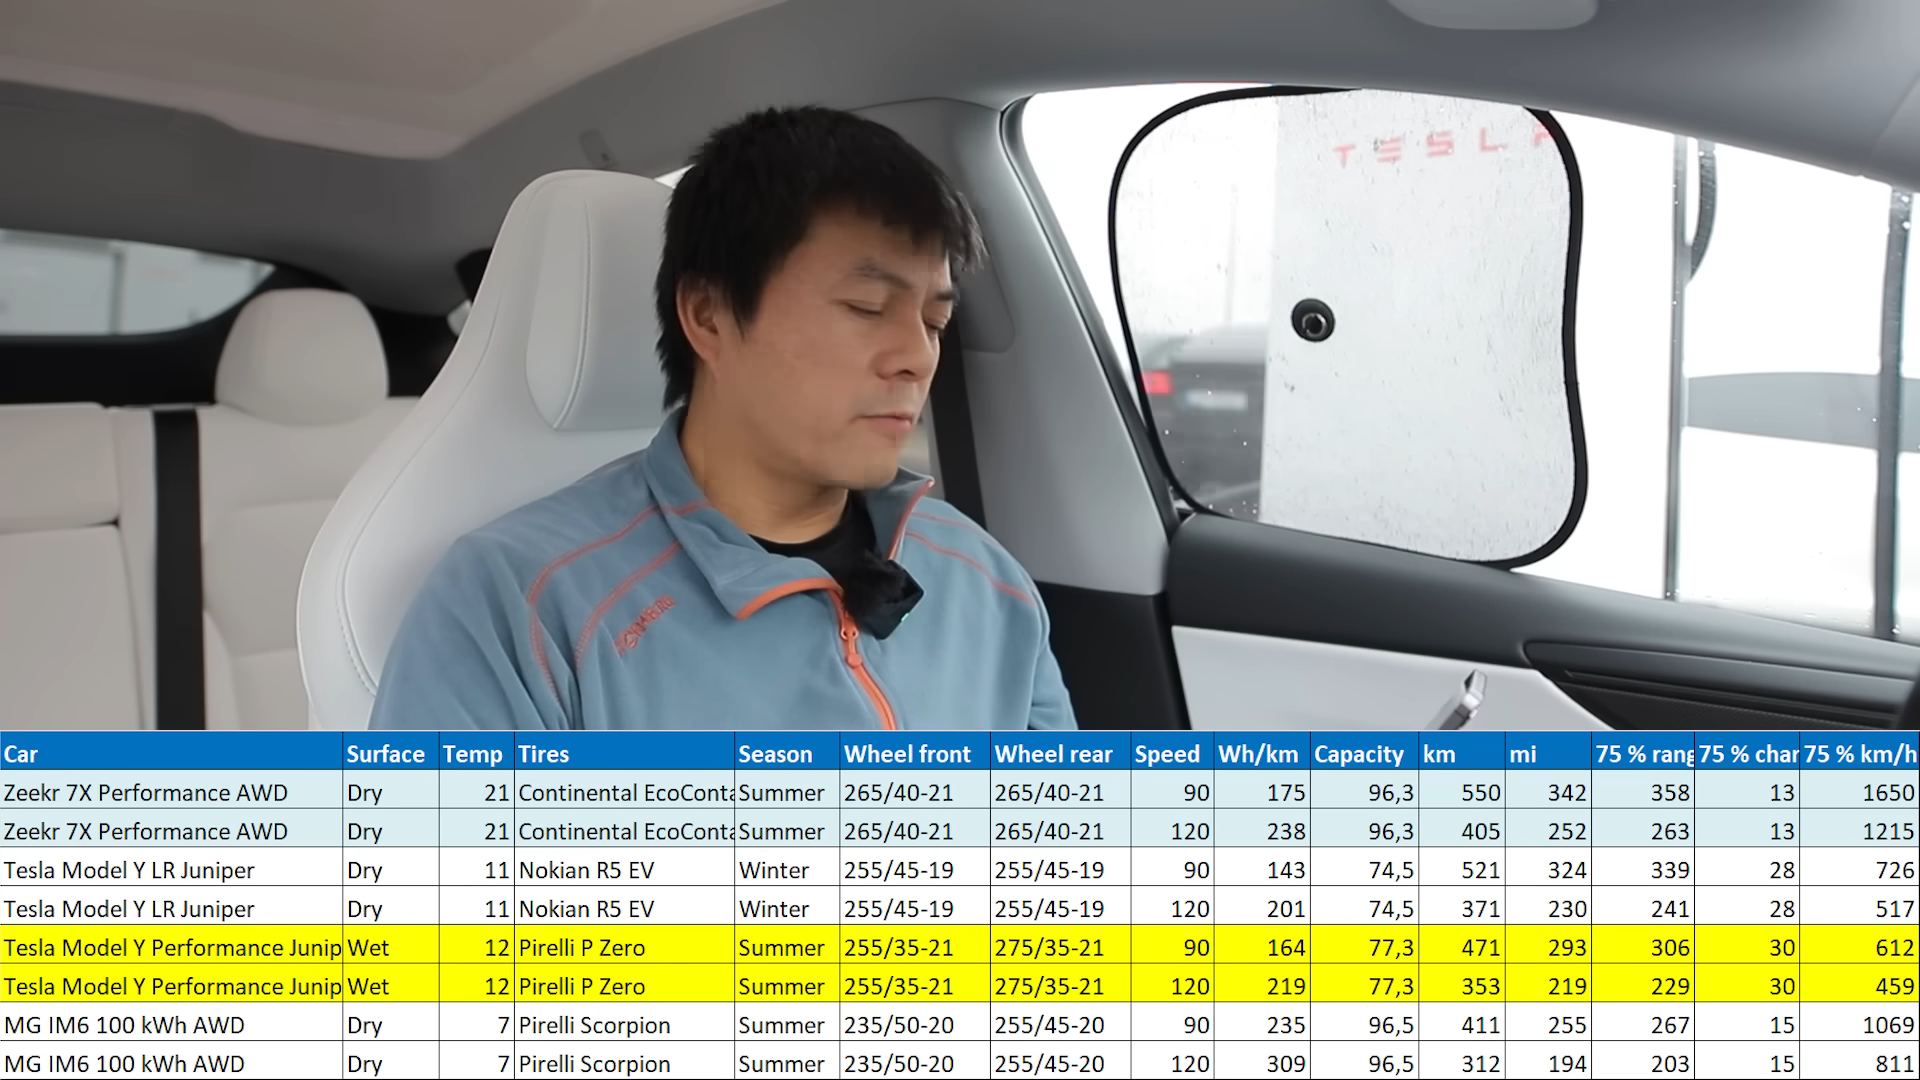 TESLA
Car Surface Temp Tires Season Wheel front Wheel rear Speed Wh/km Capacity km mi 75 % rang 75 % char 75 % km/h
Zeekr 7X Performance AWD Dry 21 Continental EcoConta Summer 265/40-21 265/40-21 90 175 96,3 550 342 358 13 1650
Zeekr 7X Performance AWD Dry 21 Continental EcoConta Summer 265/40-21 265/40-21 120 238 96,3 405 252 263 13 1215
Tesla Model Y LR Juniper Dry 11 Nokian R5 EV Winter 255/45-19 255/45-19 90 143 74,5 521 324 339 28 726
Tesla Model Y LR Juniper Dry 11 Nokian R5 EV Winter 255/45-19 255/45-19 120 201 74,5 371 230 241 28 517
Tesla Model Y Performance Junip Wet 12 Pirelli P Zero Summer 255/35-21 275/35-21 90 164 77,3 471 293 306 30 612
Tesla Model Y Performance Junip Wet 12 Pirelli P Zero Summer 255/35-21 275/35-21 120 219 77,3 353 219 229 30 459
MG IM6 100 kWh AWD Dry 7 Pirelli Scorpion Summer 235/50-20 255/45-20 90 235 96,5 411 255 267 15 1069
MG IM6 100 kWh AWD Dry 7 Pirelli Scorpion Summer 235/50-20 255/45-20 120 309 96,5 312 194 203 15 811